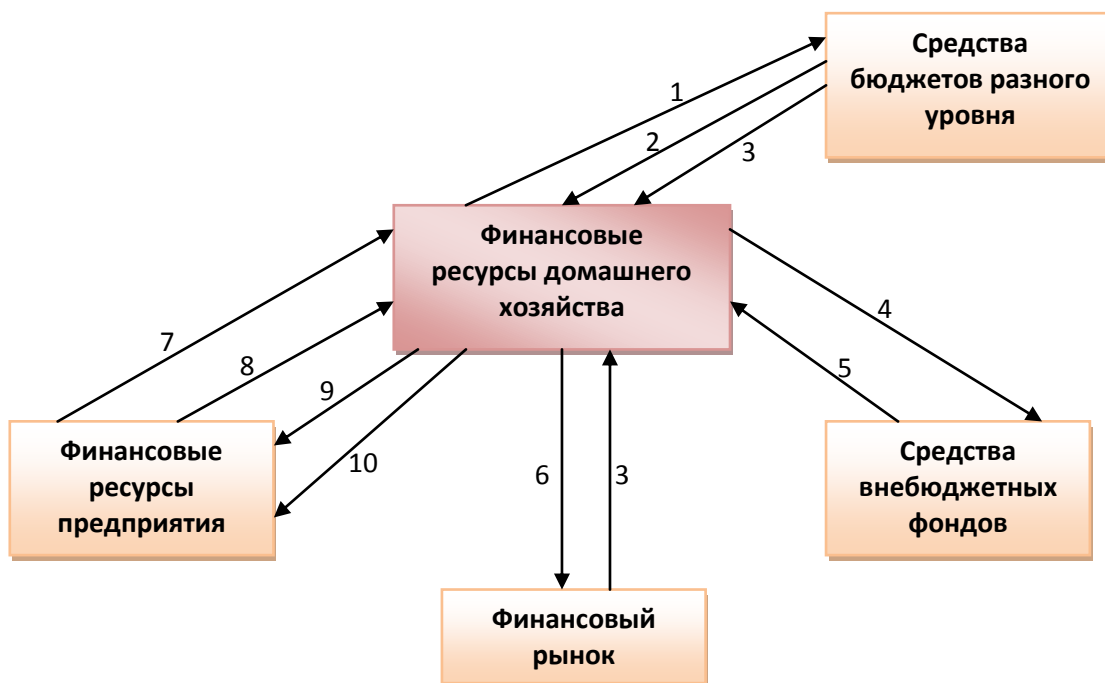 Средства
бюджетов разного
уровня
1
2
3
Финансовые
ресурсы домашнего
хозяйства
4
5
7
8
9
10
6
3
Финансовые
ресурсы
предприятия
Средства
внебюджетных
фондов
Финансовый
рынок